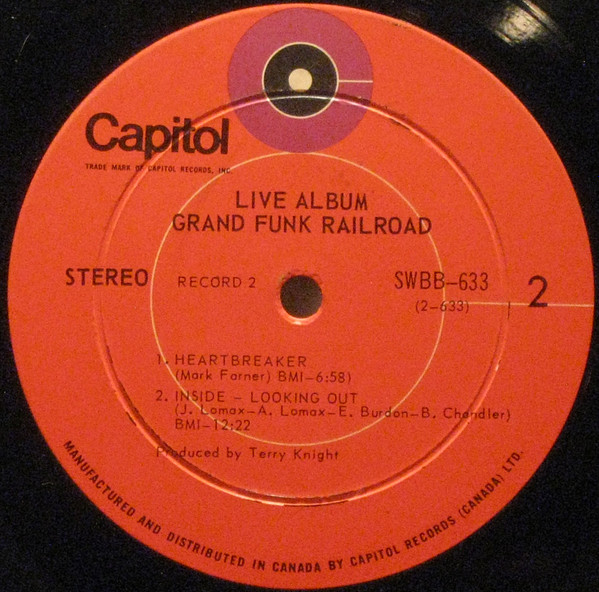 Capitol
TRADE MARK OF CAPITOL RECORDS, INC.
LIVE ALBUM
GRAND FUNK RAILROAD
STEREO RECORD 2 SWBB-633 2
(2-633)
1. HEARTBREAKER
(Mark Farner) BMI-6:58)
2. INSIDE - LOOKING OUT
(J. Lomax-A. Lomax-E. Burdon-B. Chandler)
BMI-12:22
Produced by Terry Knight
MANUFACTURED AND DISTRIBUTED IN CANADA BY CAPITOL RECORDS (CANADA) LTD.